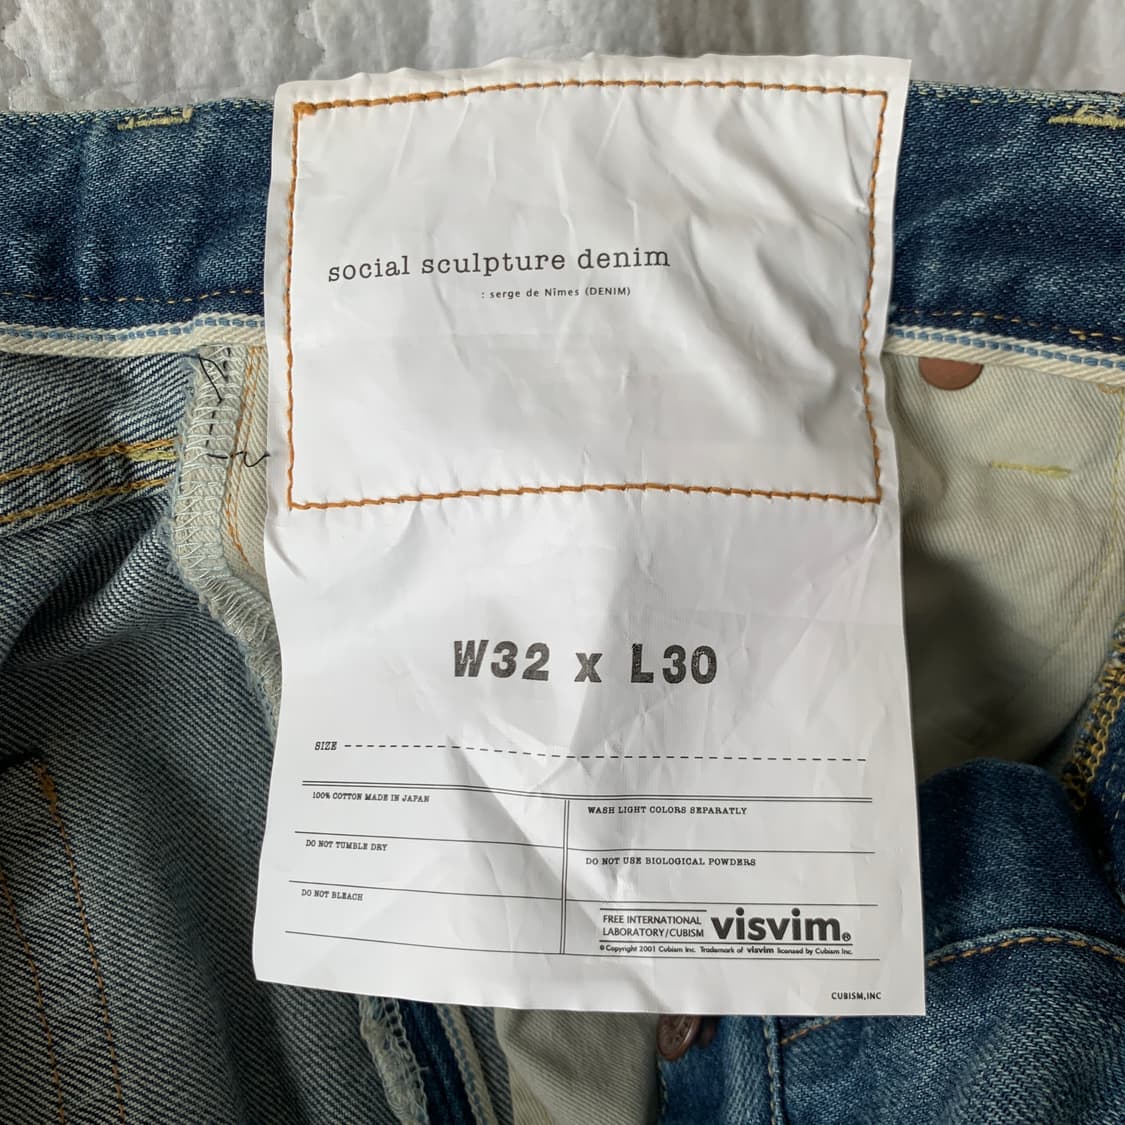 social sculpture denim
: serge de Nîmes (DENIM)
W32 x L30
SIZE
100% COTTON MADE IN JAPAN
WASH LIGHT COLORS SEPARATLY
DO NOT TUMBLE DRY
DO NOT USE BIOLOGICAL POWDERS
DO NOT BLEACH
FREE INTERNATIONAL
LABORATORY/CUBISM
visvim®
© Copyright 2001 Cubism Inc. Trademark of visvim licensed by Cubism Inc.
CUBISM,INC